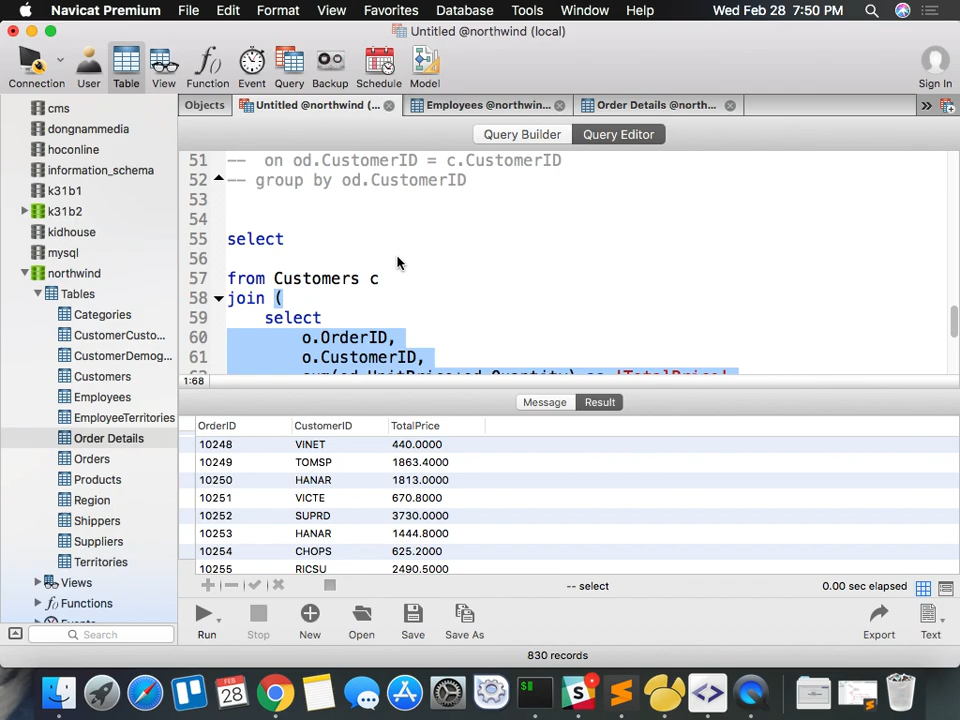 Navicat Premium File Edit Format View Favorites Database Tools Window Help Wed Feb 28 7:50 PM
Untitled @northwind (local)
Connection User Table View Function Event Query Backup Schedule Model Sign In
Objects Untitled @northwind (... Employees @northwin... Order Details @north...
Query Builder Query Editor
cms
dongnammedia
hoconline
information_schema
k31b1
k31b2
kidhouse
mysql
northwind
Tables
Categories
CustomerCusto...
CustomerDemog...
Customers
Employees
EmployeeTerritories
Order Details
Orders
Products
Region
Shippers
Suppliers
Territories
Views
Functions
Search
51 -- on od.CustomerID = c.CustomerID
52 -- group by od.CustomerID
53
54
55 select
56
57 from Customers c
58 join (
59 select
60 o.OrderID,
61 o.CustomerID,
1:68
Message Result
OrderID CustomerID TotalPrice
10248 VINET 440.0000
10249 TOMSP 1863.4000
10250 HANAR 1813.0000
10251 VICTE 670.8000
10252 SUPRD 3730.0000
10253 HANAR 1444.8000
10254 CHOPS 625.2000
10255 RICSU 2490.5000
-- select 0.00 sec elapsed
Run Stop New Open Save Save As Export Text
830 records
FEB
28